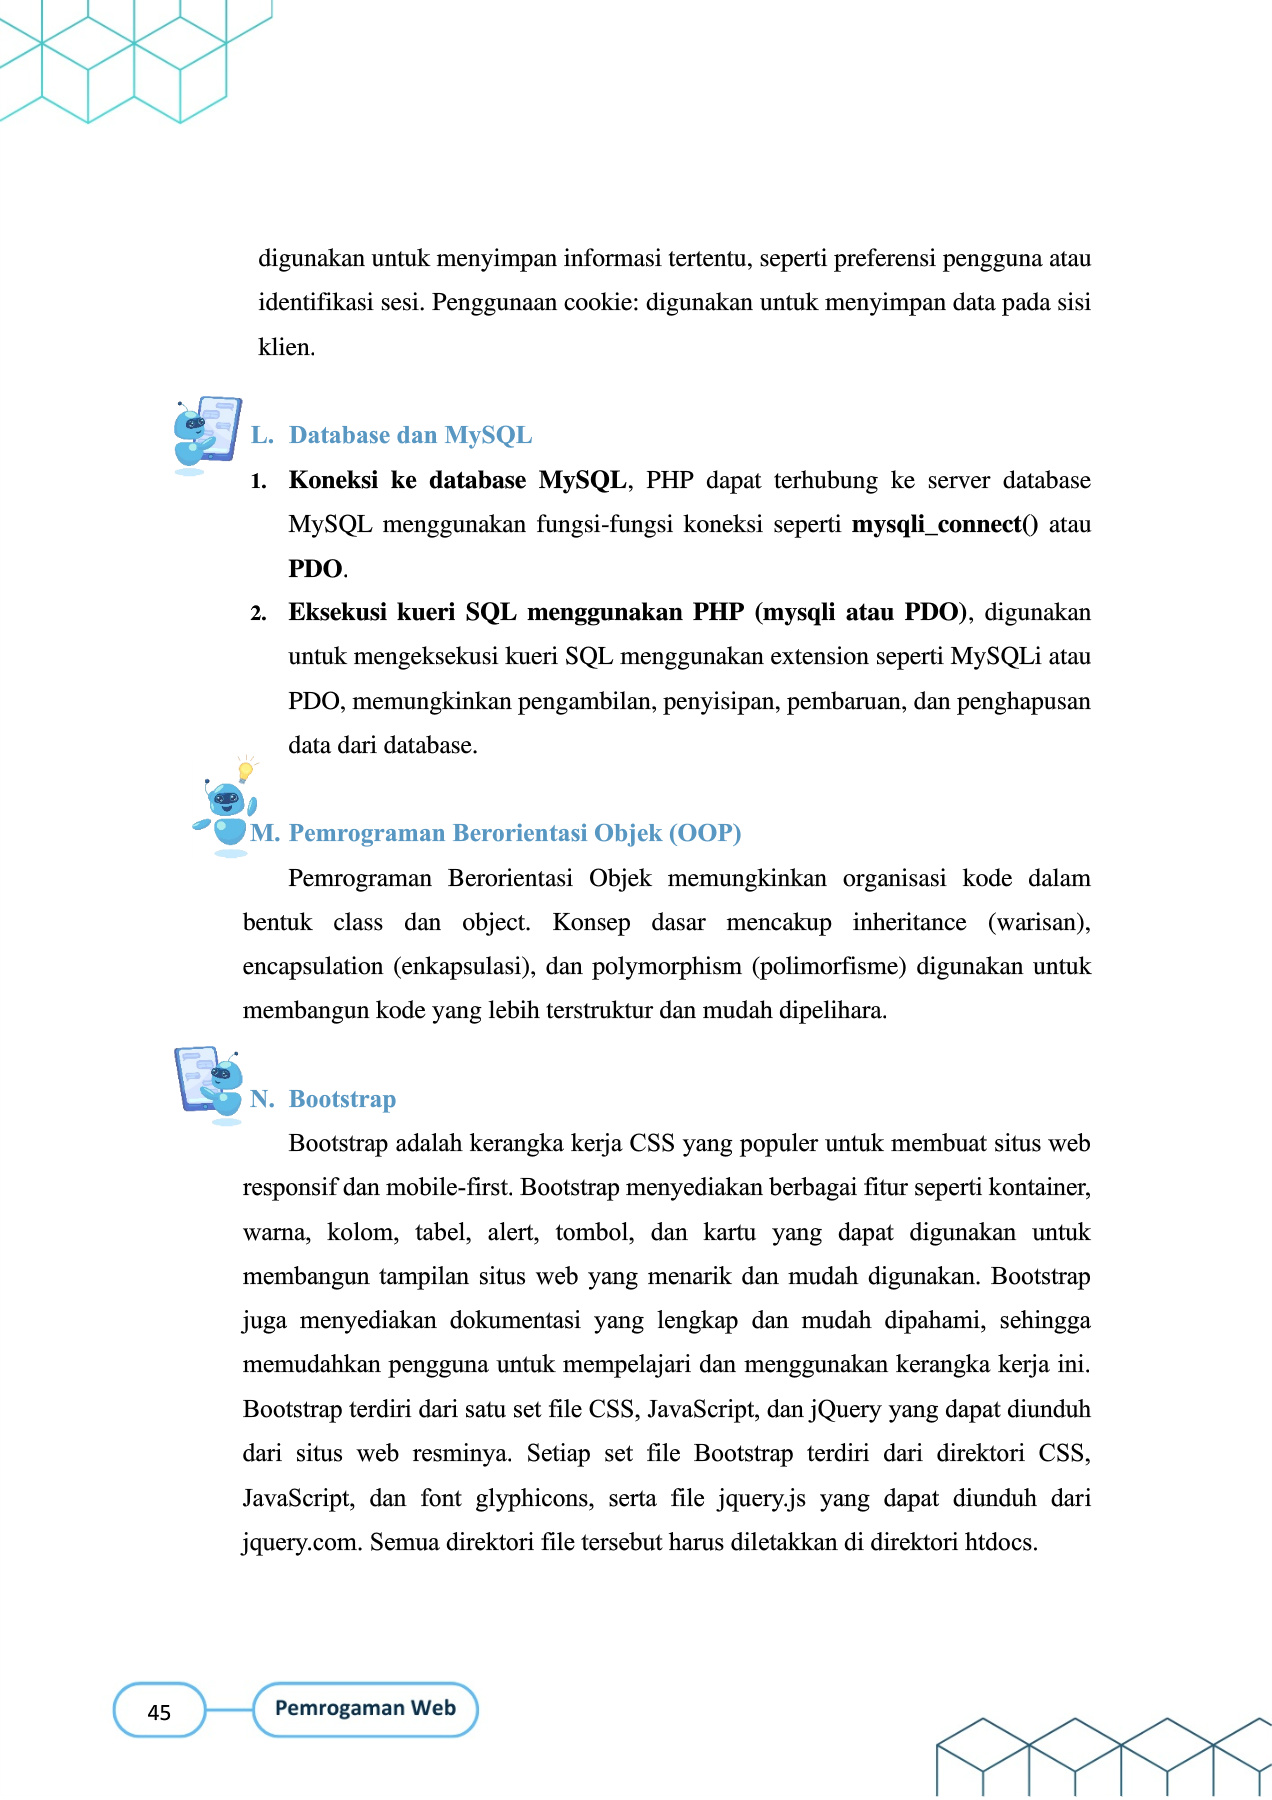 digunakan untuk menyimpan informasi tertentu, seperti preferensi pengguna atau
identifikasi sesi. Penggunaan cookie: digunakan untuk menyimpan data pada sisi
klien.
L. Database dan MySQL
1. Koneksi ke database MySQL, PHP dapat terhubung ke server database
MySQL menggunakan fungsi-fungsi koneksi seperti mysqli_connect() atau
PDO.
2. Eksekusi kueri SQL menggunakan PHP (mysqli atau PDO), digunakan
untuk mengeksekusi kueri SQL menggunakan extension seperti MySQLi atau
PDO, memungkinkan pengambilan, penyisipan, pembaruan, dan penghapusan
data dari database.
M. Pemrograman Berorientasi Objek (OOP)
Pemrograman Berorientasi Objek memungkinkan organisasi kode dalam
bentuk class dan object. Konsep dasar mencakup inheritance (warisan),
encapsulation (enkapsulasi), dan polymorphism (polimorfisme) digunakan untuk
membangun kode yang lebih terstruktur dan mudah dipelihara.
N. Bootstrap
Bootstrap adalah kerangka kerja CSS yang populer untuk membuat situs web
responsif dan mobile-first. Bootstrap menyediakan berbagai fitur seperti kontainer,
warna, kolom, tabel, alert, tombol, dan kartu yang dapat digunakan untuk
membangun tampilan situs web yang menarik dan mudah digunakan. Bootstrap
juga menyediakan dokumentasi yang lengkap dan mudah dipahami, sehingga
memudahkan pengguna untuk mempelajari dan menggunakan kerangka kerja ini.
Bootstrap terdiri dari satu set file CSS, JavaScript, dan jQuery yang dapat diunduh
dari situs web resminya. Setiap set file Bootstrap terdiri dari direktori CSS,
JavaScript, dan font glyphicons, serta file jquery.js yang dapat diunduh dari
jquery.com. Semua direktori file tersebut harus diletakkan di direktori htdocs.
45
Pemrogaman Web